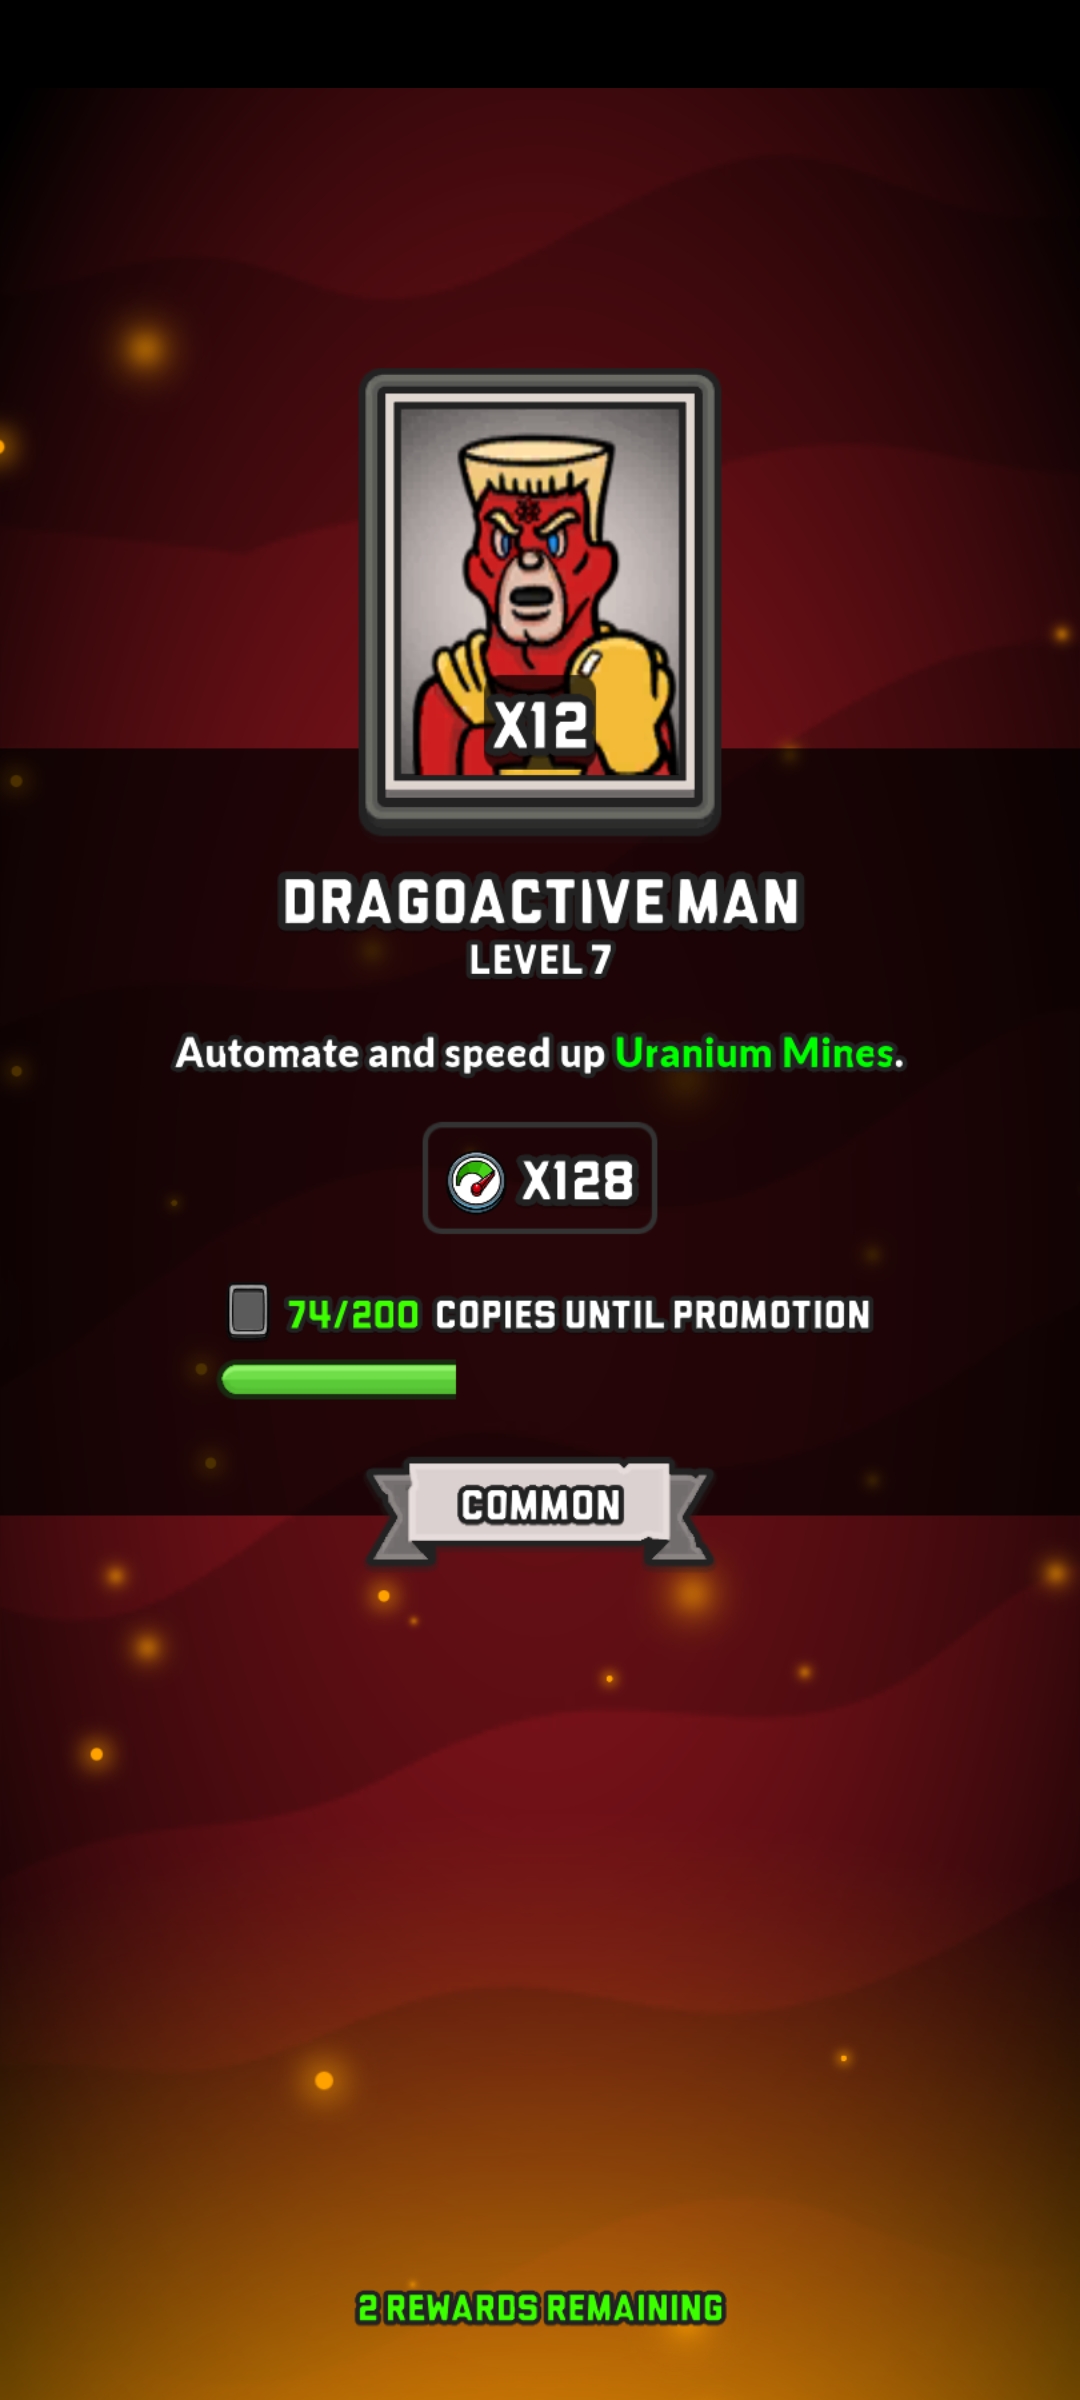 X12
DRAGOACTIVE MAN
LEVEL 7
Automate and speed up Uranium Mines.
X128
74/200 COPIES UNTIL PROMOTION
COMMON
2 REWARDS REMAINING